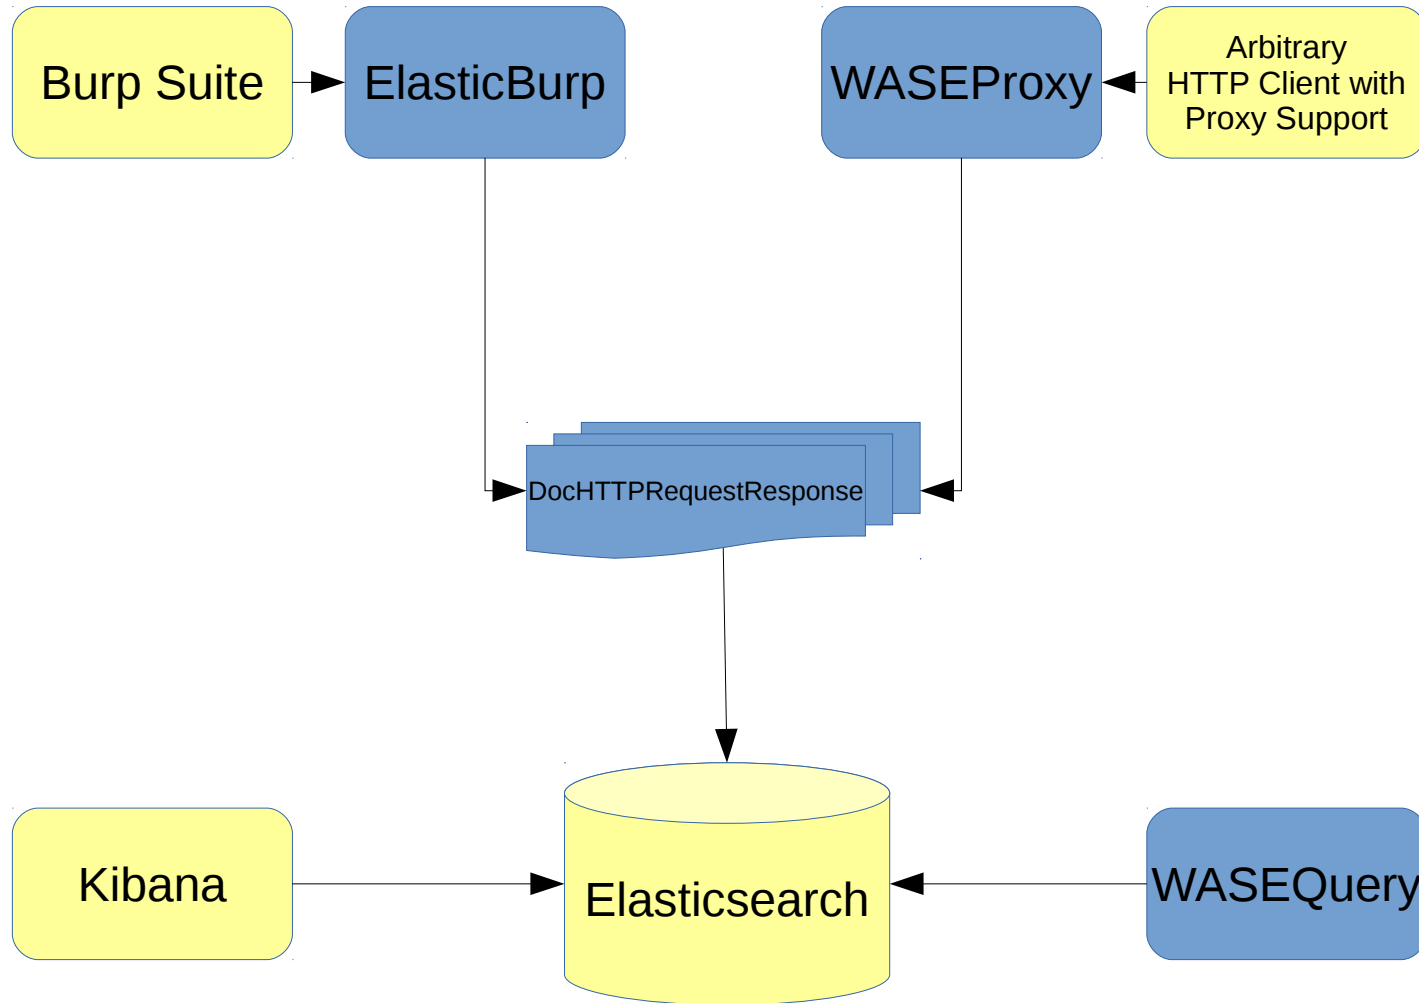 Burp Suite
ElasticBurp
WASEProxy
Arbitrary
HTTP Client with
Proxy Support
DocHTTPRequestResponse
Kibana
Elasticsearch
WASEQuery